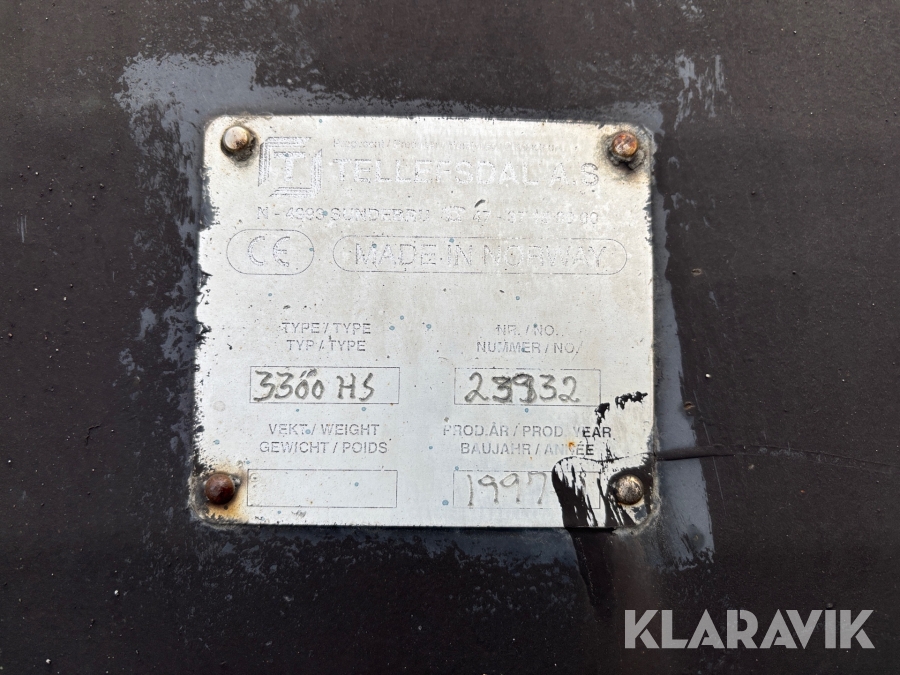 TELLEFSDAL A.S
N - 4993 SUNDEBRU
CE MADE IN NORWAY
TYPE / TYPE
TYP / TYPE
NR. / NO.
NUMMER / NO.
3300 HS
23932
VEKT / WEIGHT
GEWICHT / POIDS
PROD.ÅR / PROD. YEAR
BAUJAHR / ANNÉE
1997
KLARAVIK